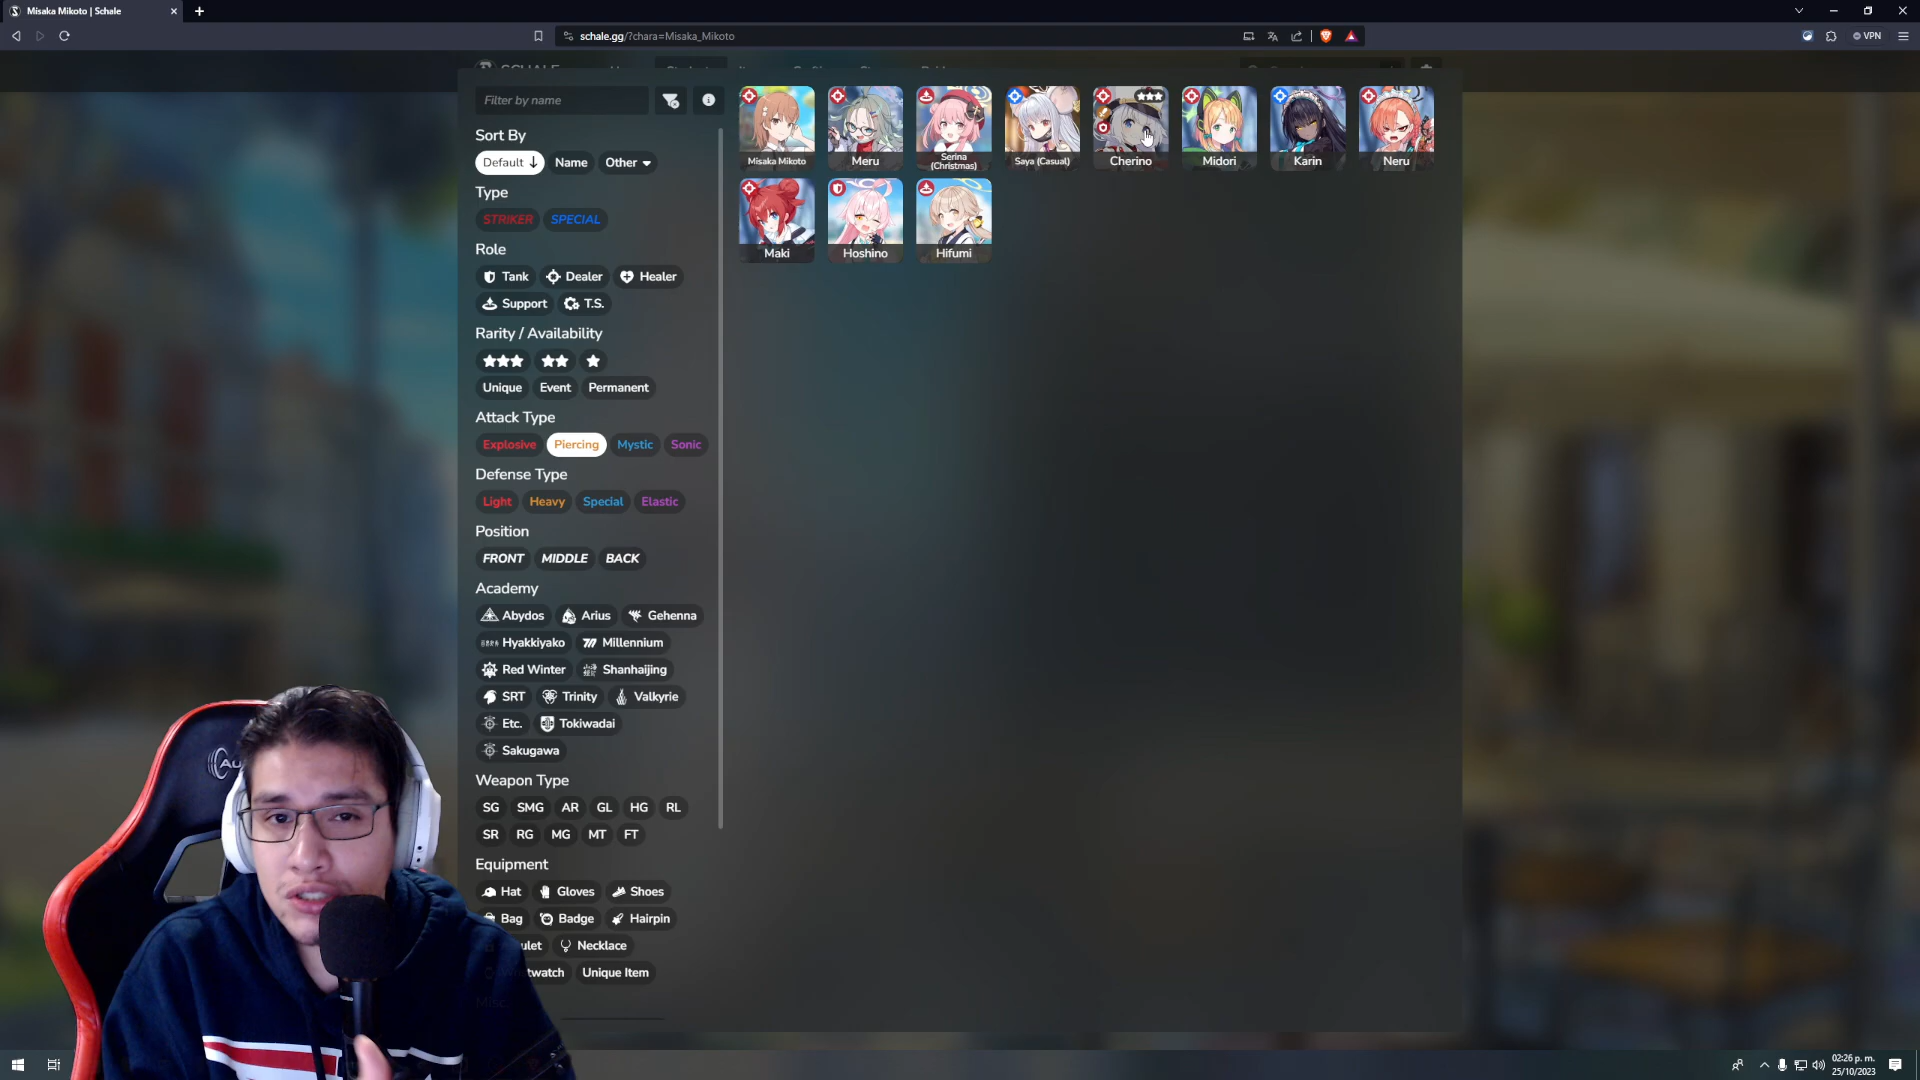 Misaka Mikoto | Schale
schale.gg/?chara=Misaka_Mikoto
VPN
SCHALE
Filter by name
Sort By
Default
Name
Other
Type
STRIKER
SPECIAL
Role
Tank
Dealer
Healer
Support
T.S.
Rarity / Availability
Unique
Event
Permanent
Attack Type
Explosive
Piercing
Mystic
Sonic
Defense Type
Light
Heavy
Special
Elastic
Position
FRONT
MIDDLE
BACK
Academy
Abydos
Arius
Gehenna
Hyakkiyako
Millennium
Red Winter
Shanhaijing
SRT
Trinity
Valkyrie
Etc.
Tokiwadai
Sakugawa
Weapon Type
SG
SMG
AR
GL
HG
RL
SR
RG
MG
MT
FT
Equipment
Hat
Gloves
Shoes
Bag
Badge
Hairpin
Necklace
Unique Item
Misaka Mikoto
Meru
Serina
(Christmas)
Saya (Casual)
Cherino
Midori
Karin
Neru
Maki
Hoshino
Hifumi
02:26 p. m.
25/10/2023